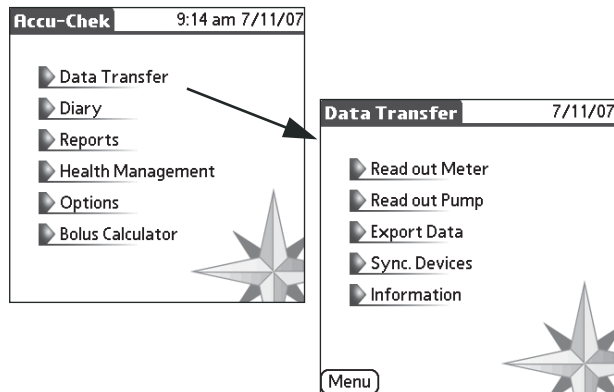 Accu-Chek 9:14 am 7/11/07
Data Transfer
Diary
Reports
Health Management
Options
Bolus Calculator
Data Transfer 7/11/07
Read out Meter
Read out Pump
Export Data
Sync. Devices
Information
Menu